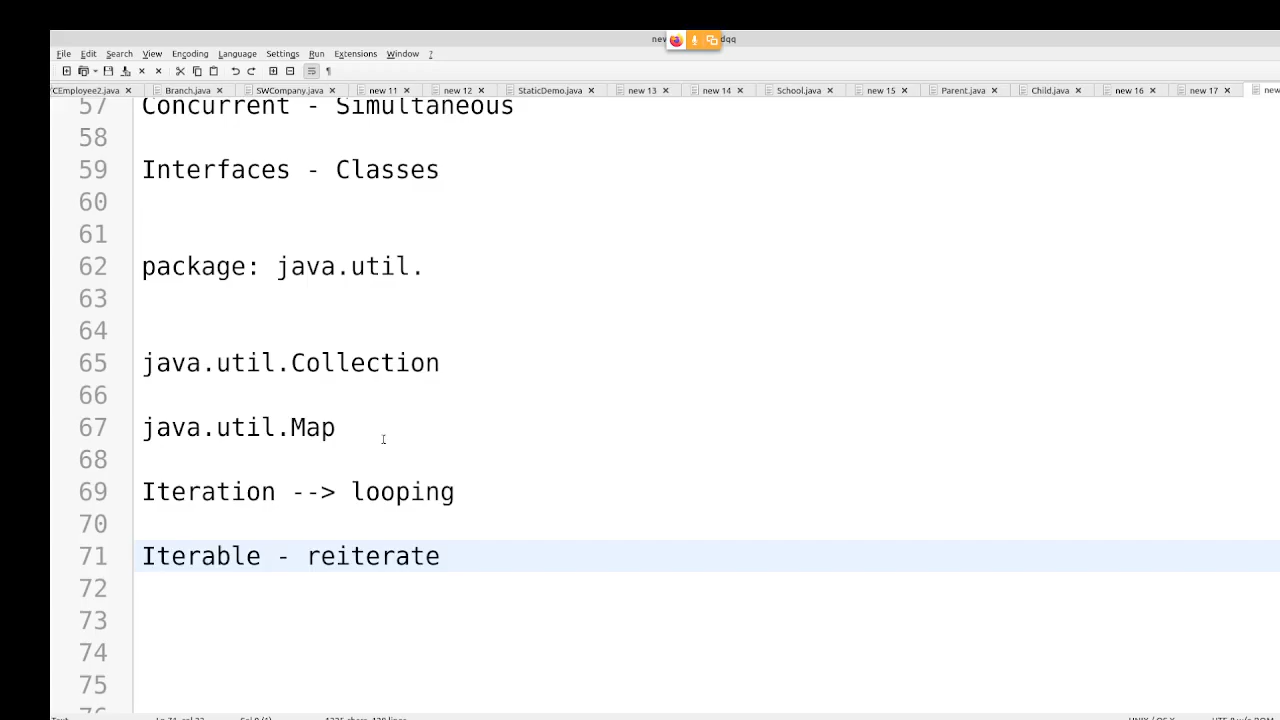 new dqq
File Edit Search View Encoding Language Settings Run Extensions Window ?
CEmployee2.java Branch.java SWCompany.java new 11 new 12 StaticDemo.java new 13 new 14 School.java new 15 Parent.java Child.java new 16 new 17 new
57 Concurrent - Simultaneous
58
59 Interfaces - Classes
60
61
62 package: java.util.
63
64
65 java.util.Collection
66
67 java.util.Map
68
69 Iteration --> looping
70
71 Iterable - reiterate
72
73
74
75